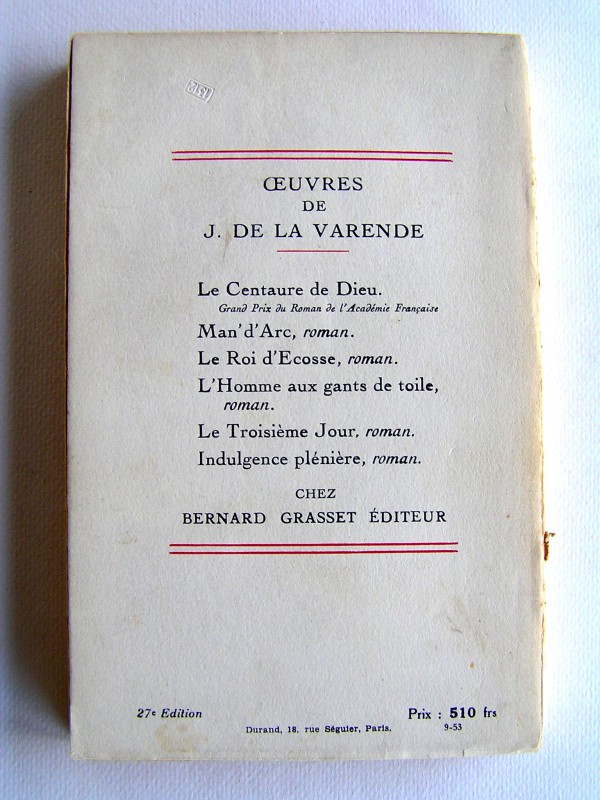 1312
ŒUVRES
DE
J. DE LA VARENDE
Le Centaure de Dieu.
Grand Prix du Roman de l'Académie Française
Man'd'Arc, roman.
Le Roi d'Ecosse, roman.
L'Homme aux gants de toile,
roman.
Le Troisième Jour, roman.
Indulgence plénière, roman.
CHEZ
BERNARD GRASSET ÉDITEUR
27e Edition
Prix : 510 frs
Durand, 18, rue Séguier, Paris.
9-53